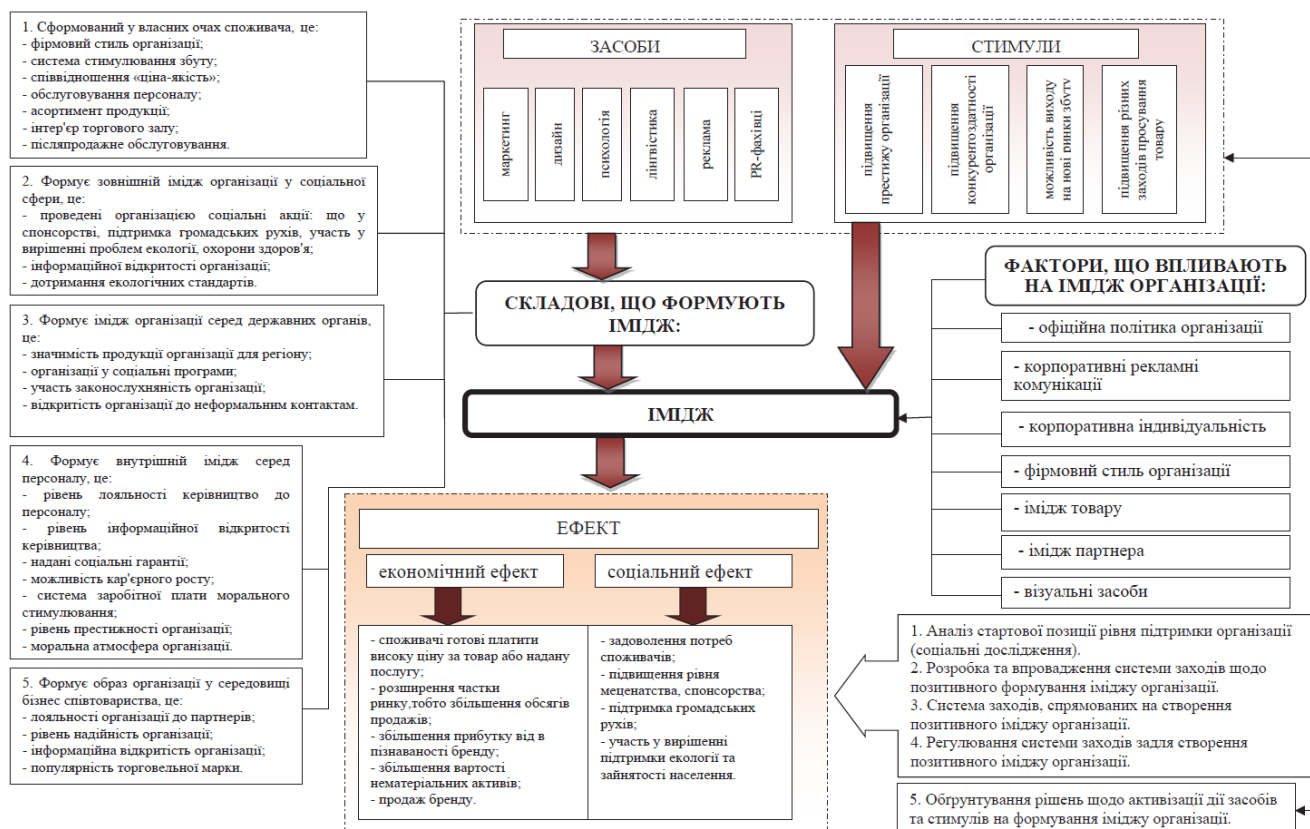 1. Сформований у власних очах споживача, це:
- фірмовий стиль організації;
- система стимулювання збуту;
- співвідношення «ціна-якість»;
- обслуговування персоналу;
- асортимент продукції;
- інтер'єр торгового залу;
- післяпродажне обслуговування.
2. Формує зовнішній імідж організації у соціальної
сфери, це:
- проведені організацією соціальні акції: що у
спонсорстві, підтримка громадських рухів, участь у
вирішенні проблем екології, охорони здоров'я;
- інформаційної відкритості організації;
- дотримання екологічних стандартів.
3. Формує імідж організації серед державних органів,
це:
- значимість продукції організації для регіону;
- організації у соціальні програми;
- участь законослухняність організації;
- відкритість організації до неформальним контактам.
4. Формує внутрішній імідж серед
персоналу, це:
- рівень лояльності керівництво до
персоналу;
- рівень інформаційної відкритості
керівництва;
- надані соціальні гарантії;
- можливість кар'єрного росту;
- система заробітної плати морального
стимулювання;
- рівень престижності організації;
- моральна атмосфера організації.
5. Формує образ організації у середовищі
бізнес співтовариства, це:
- лояльності організації до партнерів;
- рівень надійність організації;
- інформаційна відкритість організації;
- популярність торговельної марки.
ЗАСОБИ
маркетинг
дизайн
психологія
лінгвістика
реклама
PR-фахівці
СТИМУЛИ
підвищення
престижу організації
підвищення
конкурентоздатності
організації
можливість виходу
на нові ринки збуту
підвищення різних
заходів просування
товару
СКЛАДОВІ, ЩО ФОРМУЮТЬ
ІМІДЖ:
ІМІДЖ
ФАКТОРИ, ЩО ВПЛИВАЮТЬ
НА ІМІДЖ ОРГАНІЗАЦІЇ:
- офіційна політика організації
- корпоративні рекламні
комунікації
- корпоративна індивідуальність
- фірмовий стиль організації
- імідж товару
- імідж партнера
- візуальні засоби
ЕФЕКТ
економічний ефект
соціальний ефект
- споживачі готові платити
високу ціну за товар або надану
послугу;
- розширення частки
ринку,тобто збільшення обсягів
продажів;
- збільшення прибутку від в
пізнаваності бренду;
- збільшення вартості
нематеріальних активів;
- продаж бренду.
- задоволення потреб
споживачів;
- підвищення рівня
меценатства, спонсорства;
- підтримка громадських
рухів;
- участь у вирішенні
підтримки екології та
зайнятості населення.
1. Аналіз стартової позиції рівня підтримки організації
(соціальні дослідження).
2. Розробка та впровадження системи заходів щодо
позитивного формування іміджу організації.
3. Система заходів, спрямованих на створення
позитивного іміджу організації.
4. Регулювання системи заходів задля створення
позитивного іміджу організації.
5. Обґрунтування рішень щодо активізації дії засобів
та стимулів на формування іміджу організації.